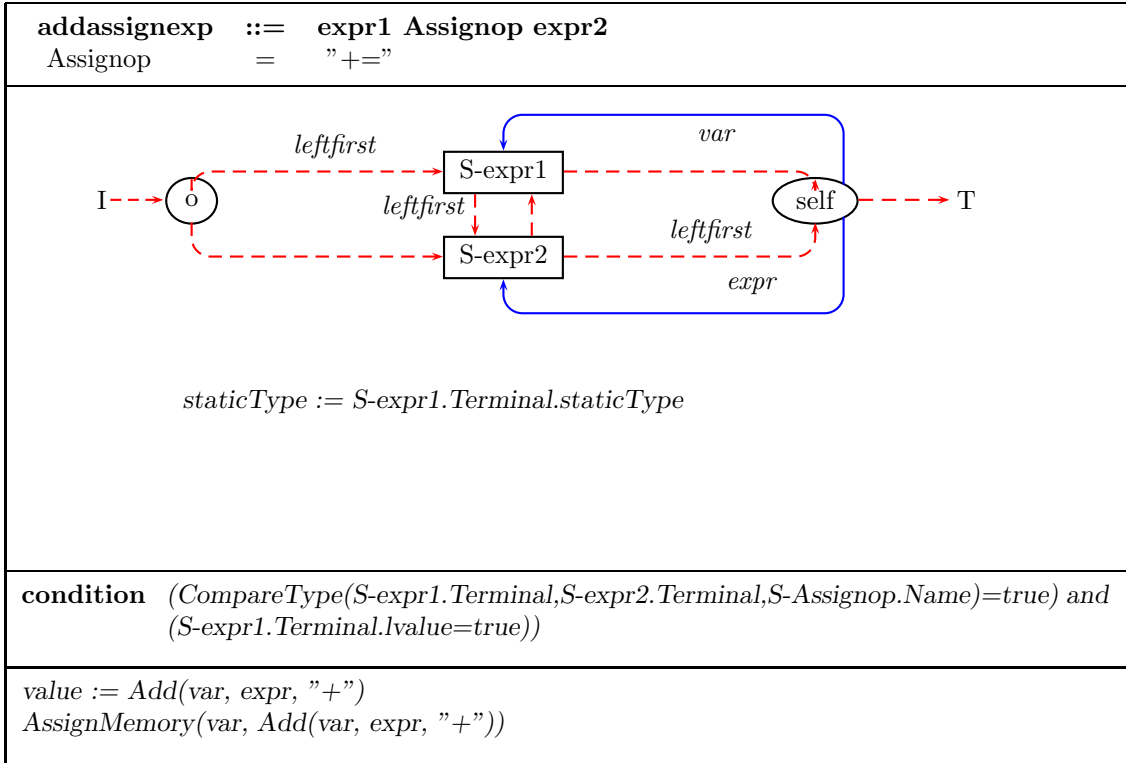 addassignexp ::= expr1 Assignop expr2
Assignop = ”+=”
leftfirst
var
S-expr1
I
o
leftfirst
self
T
leftfirst
S-expr2
expr
staticType := S-expr1.Terminal.staticType
condition (CompareType(S-expr1.Terminal,S-expr2.Terminal,S-Assignop.Name)=true) and
(S-expr1.Terminal.lvalue=true))
value := Add(var, expr, ”+”)
AssignMemory(var, Add(var, expr, ”+”))